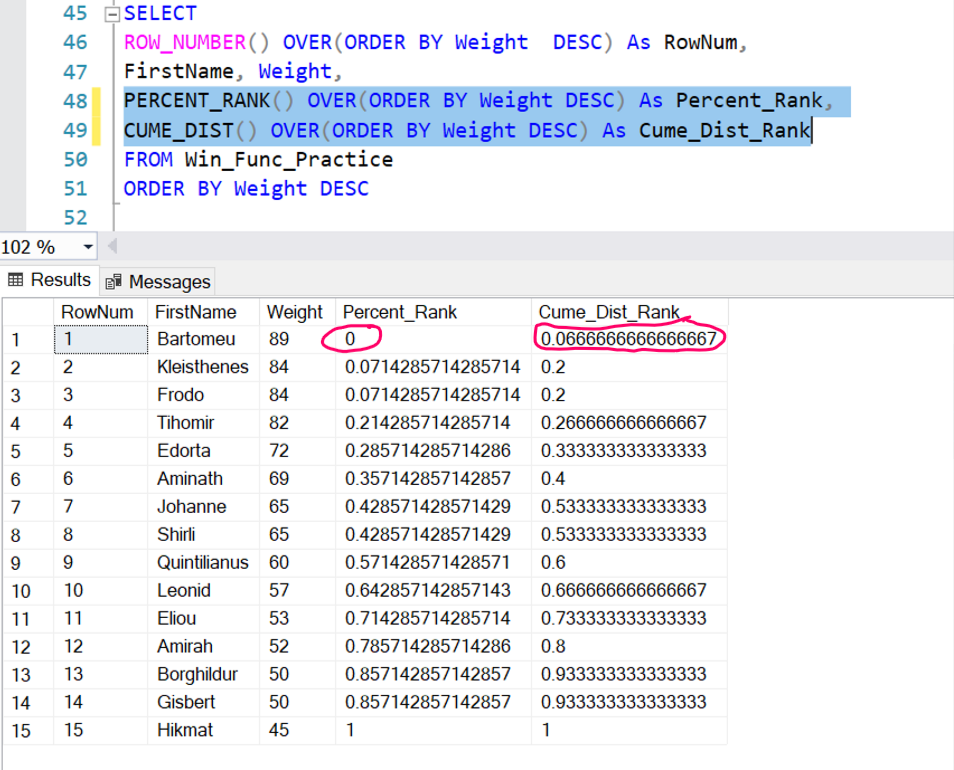 45 SELECT
46 ROW_NUMBER() OVER(ORDER BY Weight  DESC) As RowNum,
47 FirstName, Weight,
48 PERCENT_RANK() OVER(ORDER BY Weight DESC) As Percent_Rank,
49 CUME_DIST() OVER(ORDER BY Weight DESC) As Cume_Dist_Rank
50 FROM Win_Func_Practice
51 ORDER BY Weight DESC
52
102 %
Results Messages
RowNum FirstName Weight Percent_Rank Cume_Dist_Rank
1 1 Bartomeu 89 0 0.0666666666666667
2 2 Kleisthenes 84 0.0714285714285714 0.2
3 3 Frodo 84 0.0714285714285714 0.2
4 4 Tihomir 82 0.214285714285714 0.266666666666667
5 5 Edorta 72 0.285714285714286 0.333333333333333
6 6 Aminath 69 0.357142857142857 0.4
7 7 Johanne 65 0.428571428571429 0.533333333333333
8 8 Shirli 65 0.428571428571429 0.533333333333333
9 9 Quintilianus 60 0.571428571428571 0.6
10 10 Leonid 57 0.642857142857143 0.666666666666667
11 11 Eliou 53 0.714285714285714 0.733333333333333
12 12 Amirah 52 0.785714285714286 0.8
13 13 Borghildur 50 0.857142857142857 0.933333333333333
14 14 Gisbert 50 0.857142857142857 0.933333333333333
15 15 Hikmat 45 1 1